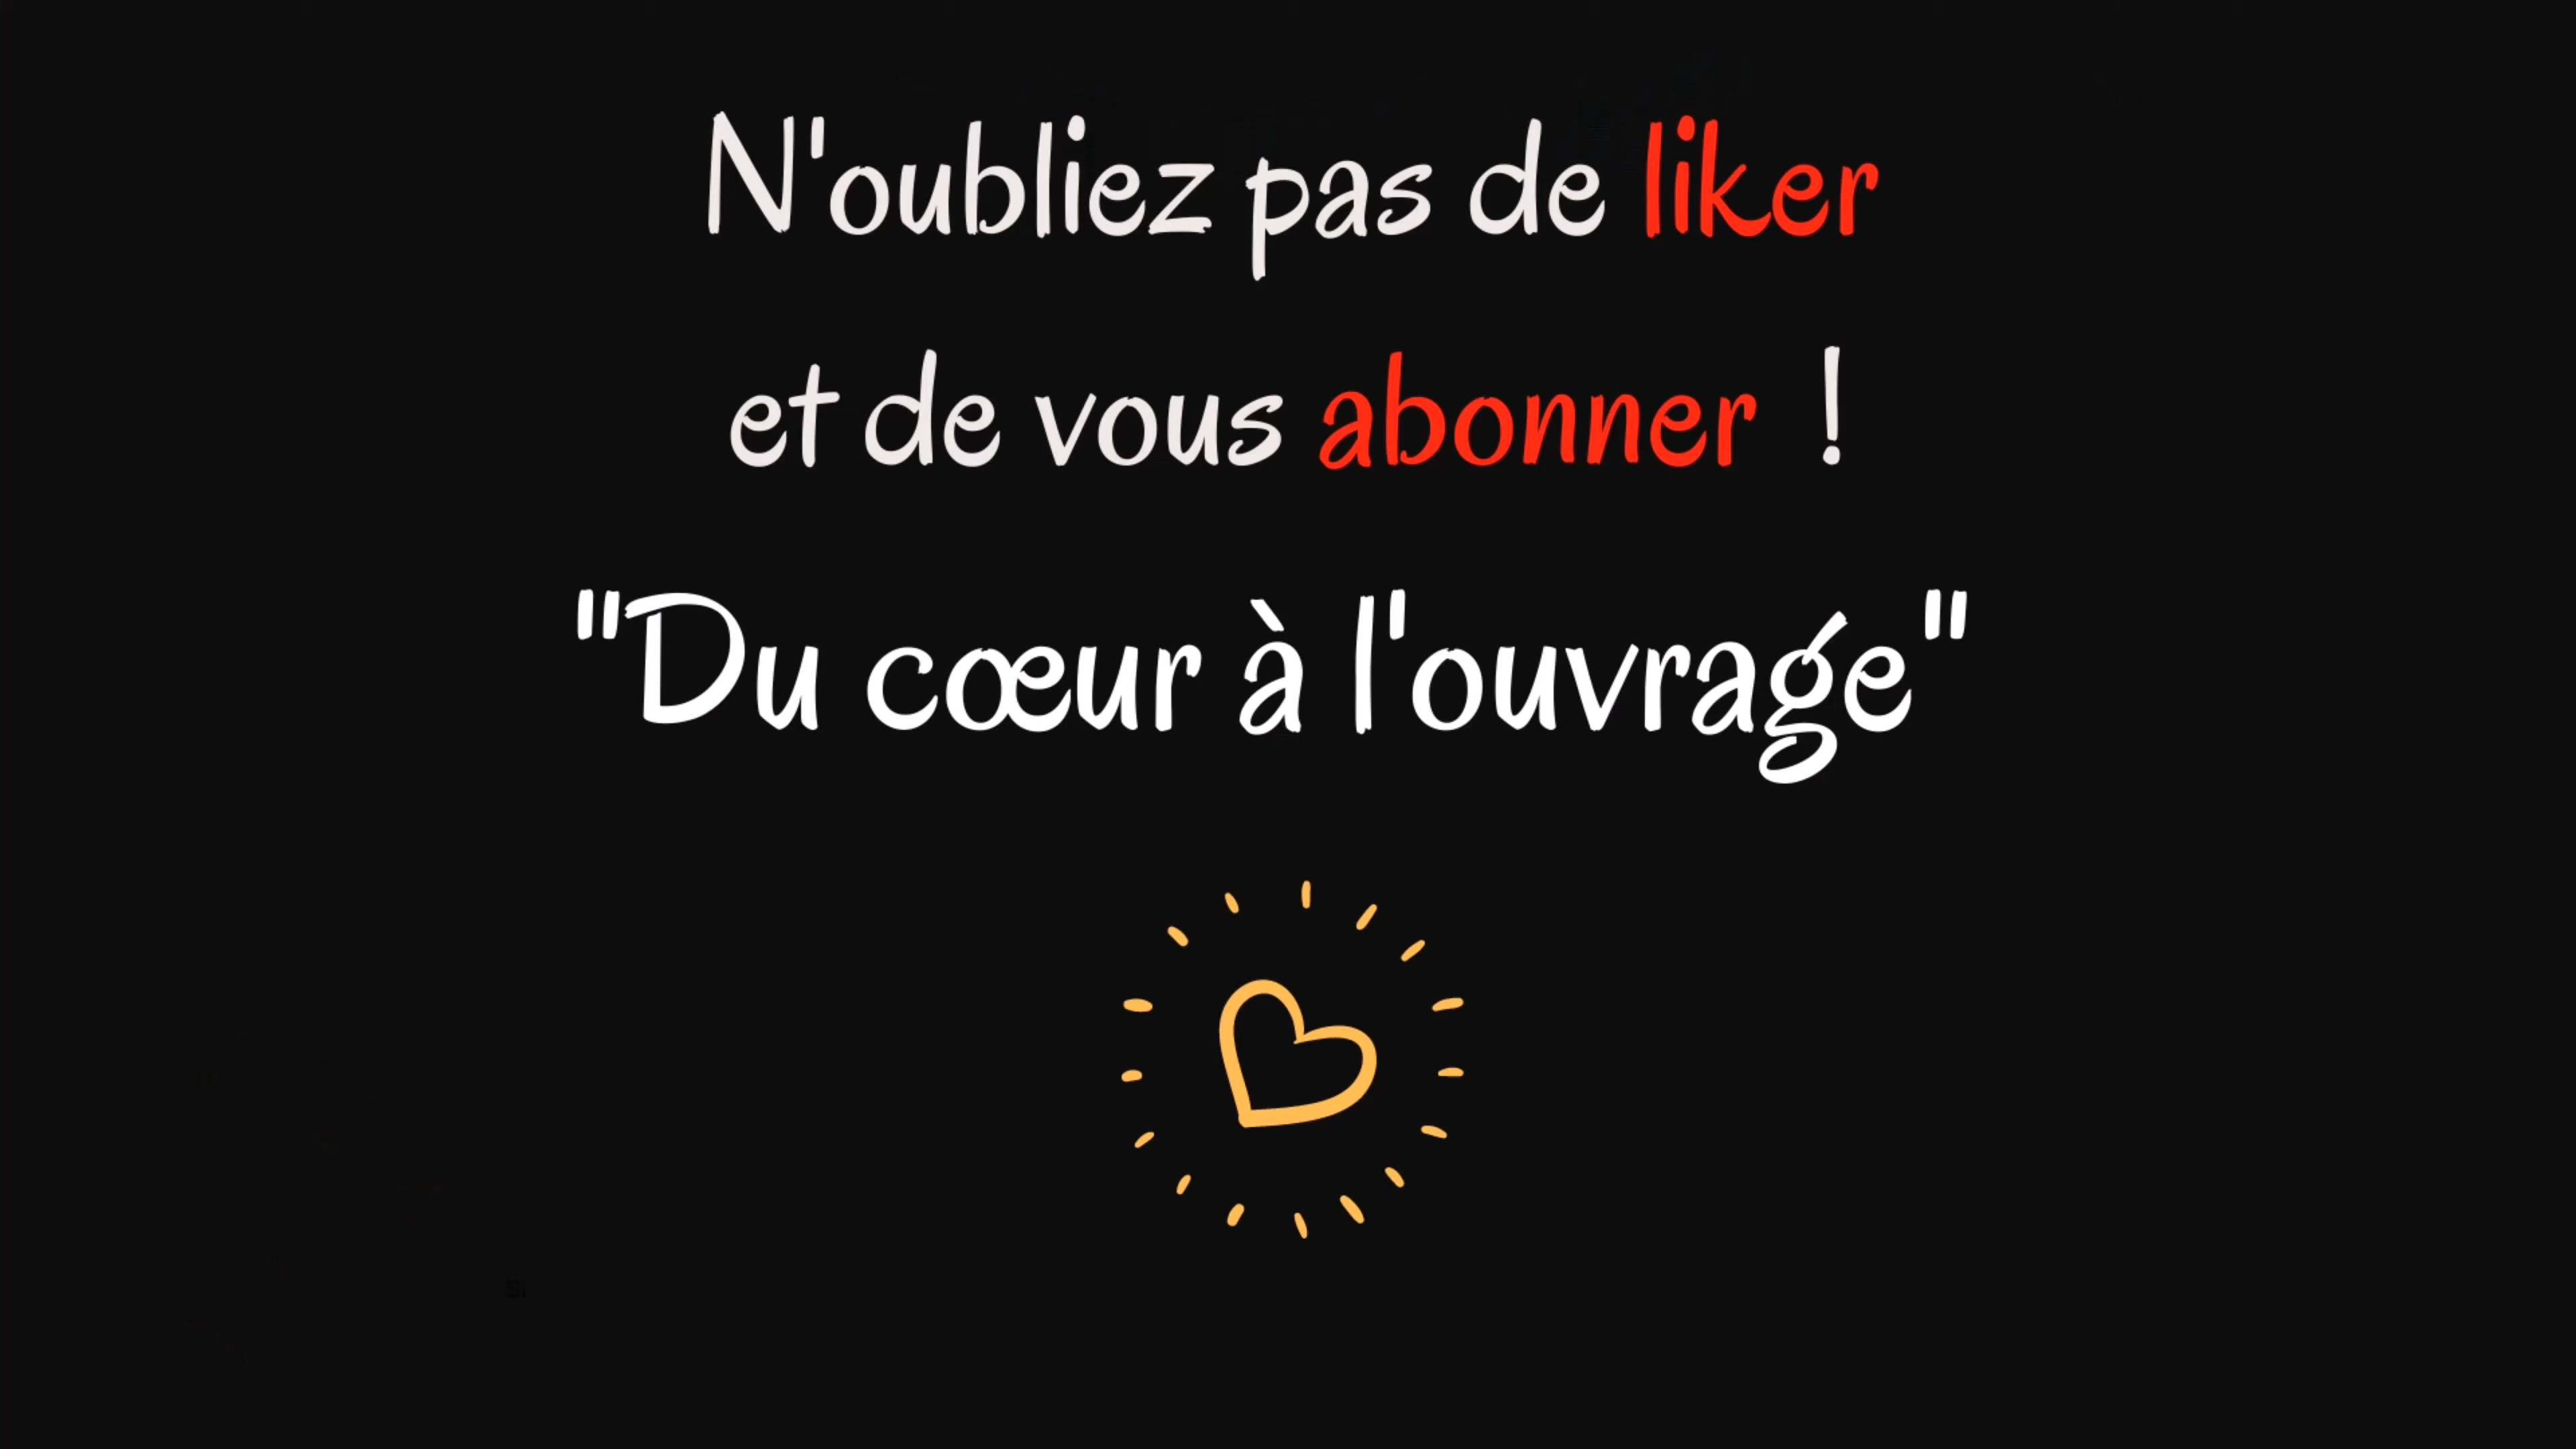 N'oubliez pas de liker
et de vous abonner !
"Du cœur à l'ouvrage"